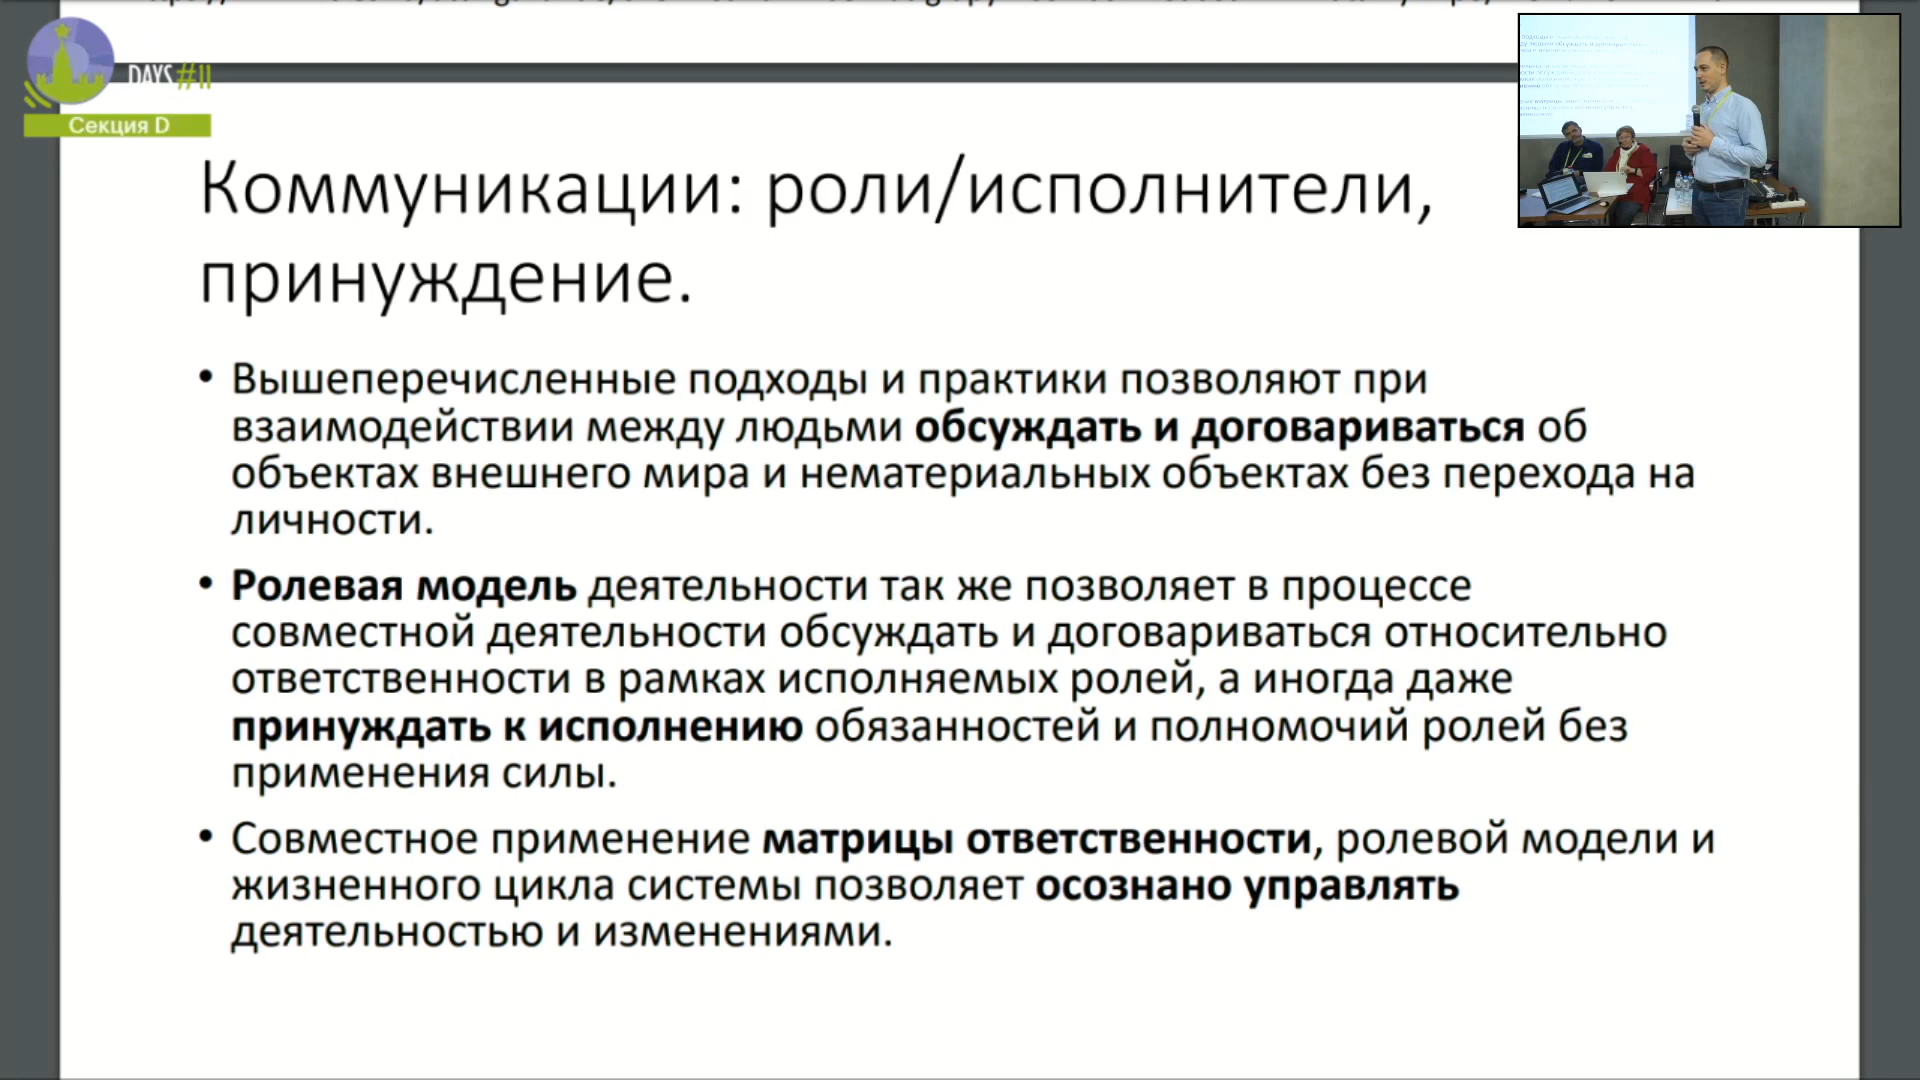 DAYS #11
Секция D
Коммуникации: роли/исполнители,
принуждение.
• Вышеперечисленные подходы и практики позволяют при
взаимодействии между людьми обсуждать и договариваться об
объектах внешнего мира и нематериальных объектах без перехода на
личности.
• Ролевая модель деятельности так же позволяет в процессе
совместной деятельности обсуждать и договариваться относительно
ответственности в рамках исполняемых ролей, а иногда даже
принуждать к исполнению обязанностей и полномочий ролей без
применения силы.
• Совместное применение матрицы ответственности, ролевой модели и
жизненного цикла системы позволяет осознано управлять
деятельностью и изменениями.